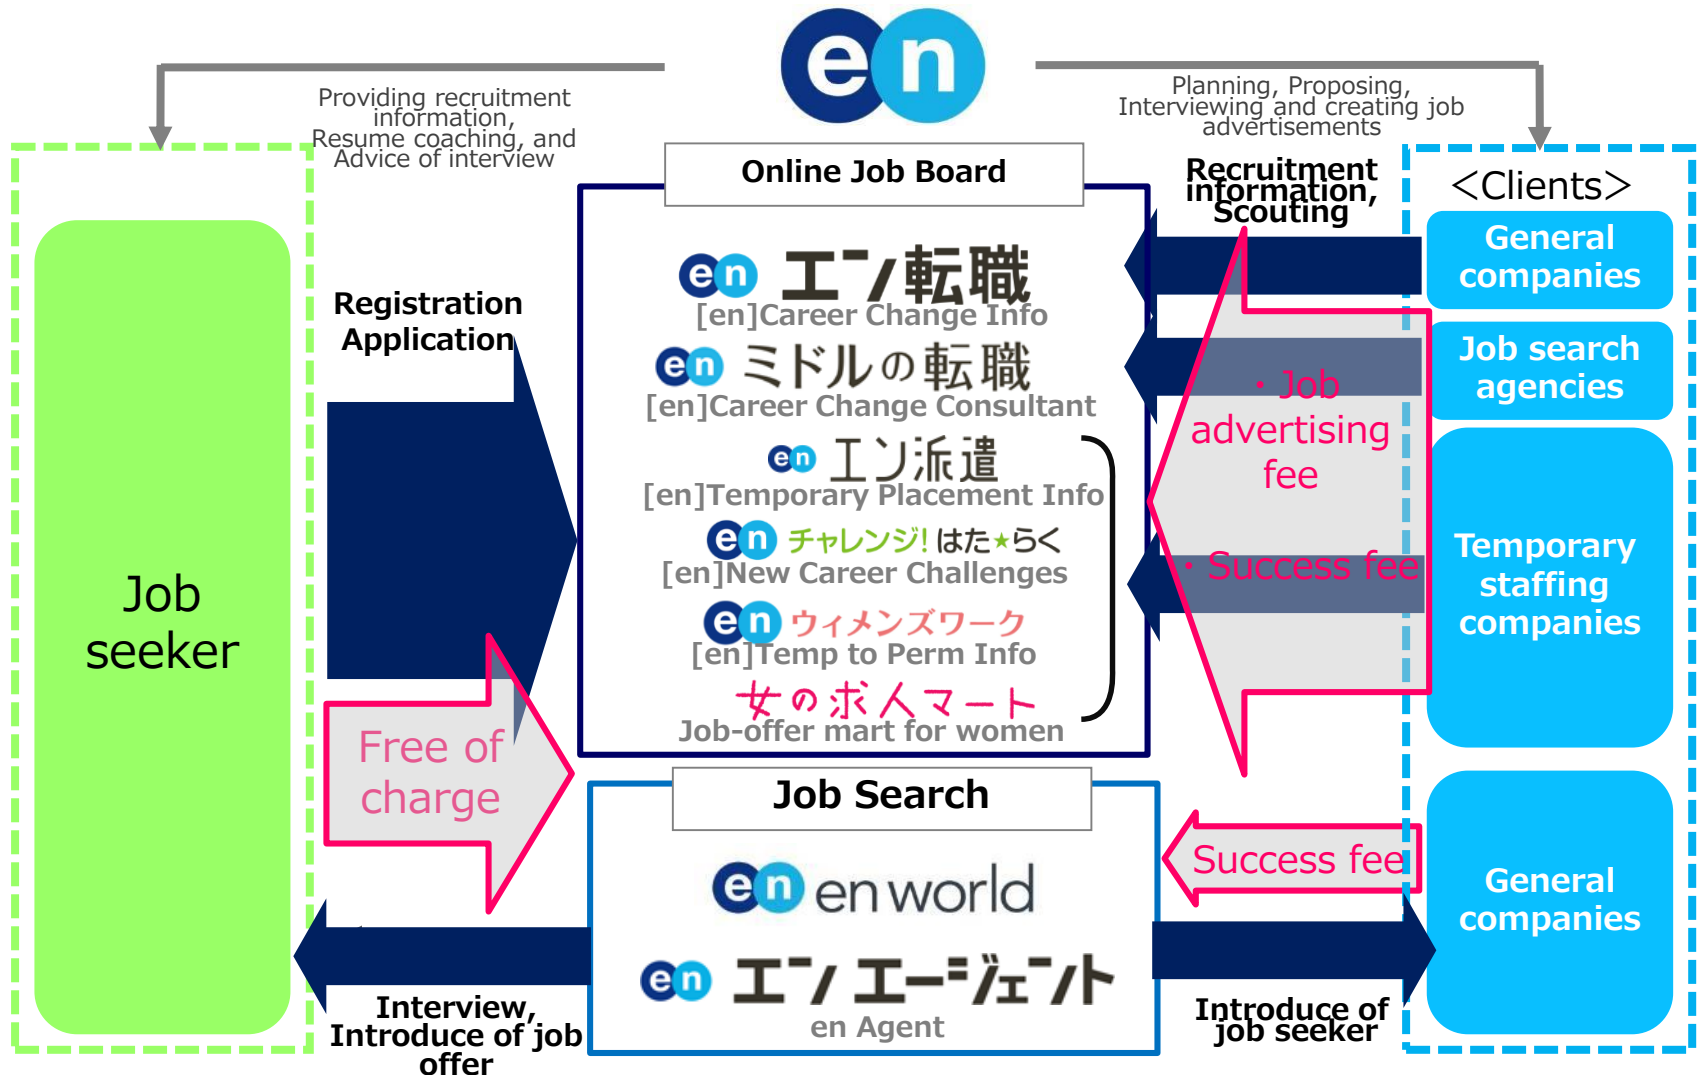 en
Providing recruitment
information,
Resume coaching, and
Advice of interview
Planning, Proposing,
Interviewing and creating job
advertisements
Job
seeker
Registration
Application
Free of
charge
Interview,
Introduce of job
offer
Online Job Board
en エン転職
[en]Career Change Info
en ミドルの転職
[en]Career Change Consultant
en エン派遣
[en]Temporary Placement Info
en チャレンジ!はた★らく
[en]New Career Challenges
en ウィメンズワーク
[en]Temp to Perm Info
女の求人マート
Job-offer mart for women
Job Search
en en world
en エン エージェント
en Agent
Recruitment
information,
Scouting
・Job
advertising
fee
・Success fee
Success fee
Introduce of
job seeker
＜Clients＞
General
companies
Job search
agencies
Temporary
staffing
companies
General
companies